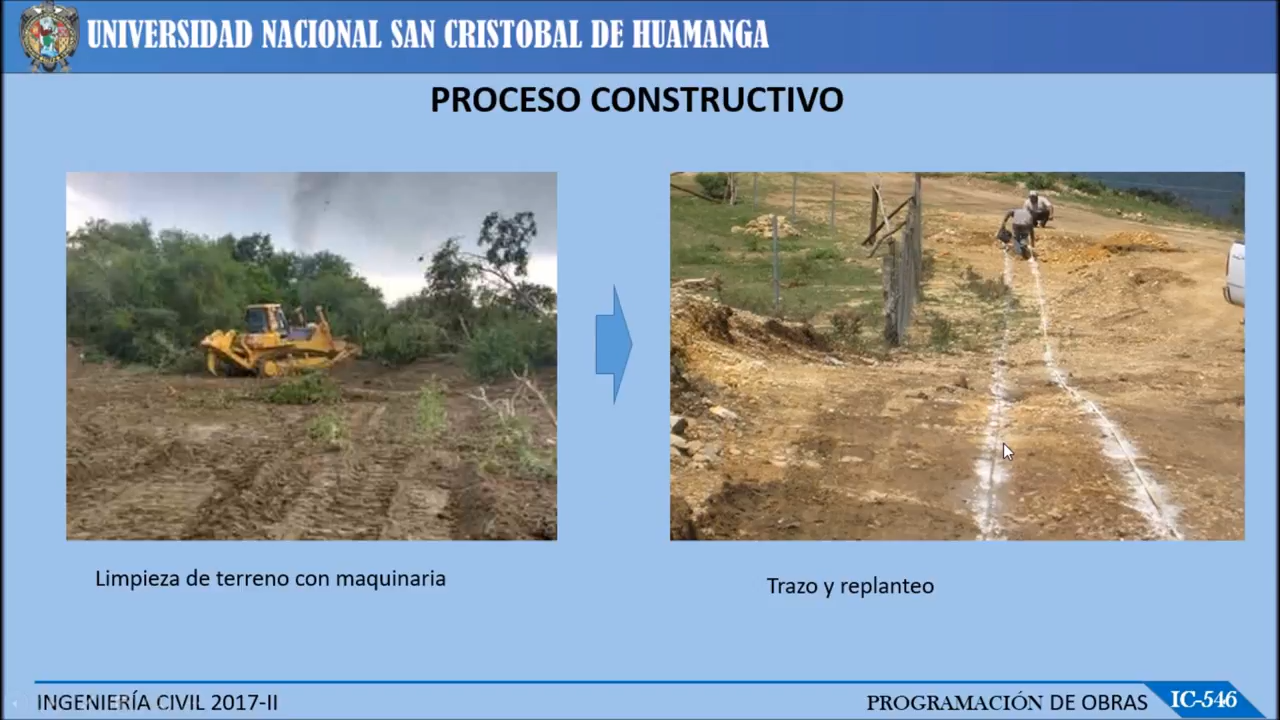 UNIVERSIDAD NACIONAL SAN CRISTOBAL DE HUAMANGA
PROCESO CONSTRUCTIVO
Limpieza de terreno con maquinaria
Trazo y replanteo
INGENIERÍA CIVIL 2017-II
PROGRAMACIÓN DE OBRAS
IC-546